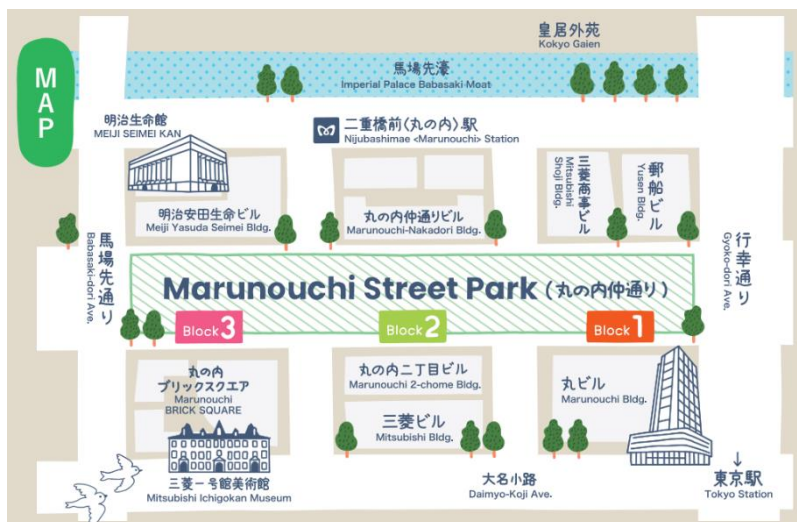 MAP
皇居外苑
Kokyo Gaien
馬場先濠
Imperial Palace Babasaki Moat
明治生命館
MEIJI SEIMEI KAN
二重橋前〈丸の内〉駅
Nijubashimae <Marunouchi> Station
明治安田生命ビル
Meiji Yasuda Seimei Bldg.
丸の内仲通りビル
Marunouchi-Nakadori Bldg.
三菱商事ビル
Mitsubishi
Shoji Bldg.
郵船ビル
Yusen Bldg.
馬場先通り
Babasaki-dori Ave.
行幸通り
Gyoko-dori Ave.
Marunouchi Street Park (丸の内仲通り)
Block3
Block2
Block1
丸の内
ブリックスクエア
Marunouchi
BRICK SQUARE
丸の内二丁目ビル
Marunouchi 2-chome Bldg.
丸ビル
Marunouchi Bldg.
三菱ビル
Mitsubishi Bldg.
三菱一号館美術館
Mitsubishi Ichigokan Museum
大名小路
Daimyo-Koji Ave.
↓
東京駅
Tokyo Station